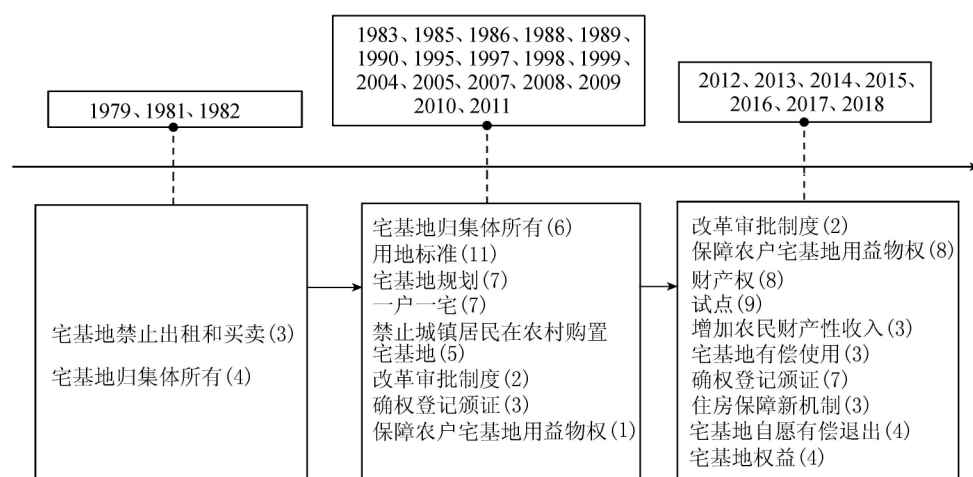 1979、1981、1982
1983、1985、1986、1988、1989、
1990、1995、1997、1998、1999、
2004、2005、2007、2008、2009
2010、2011
2012、2013、2014、2015、
2016、2017、2018
宅基地禁止出租和买卖(3)
宅基地归集体所有(4)
宅基地归集体所有(6)
用地标准(11)
宅基地规划(7)
一户一宅(7)
禁止城镇居民在农村购置
宅基地(5)
改革审批制度(2)
确权登记颁证(3)
保障农户宅基地用益物权(1)
改革审批制度(2)
保障农户宅基地用益物权(8)
财产权(8)
试点(9)
增加农民财产性收入(3)
宅基地有偿使用(3)
确权登记颁证(7)
住房保障新机制(3)
宅基地自愿有偿退出(4)
宅基地权益(4)